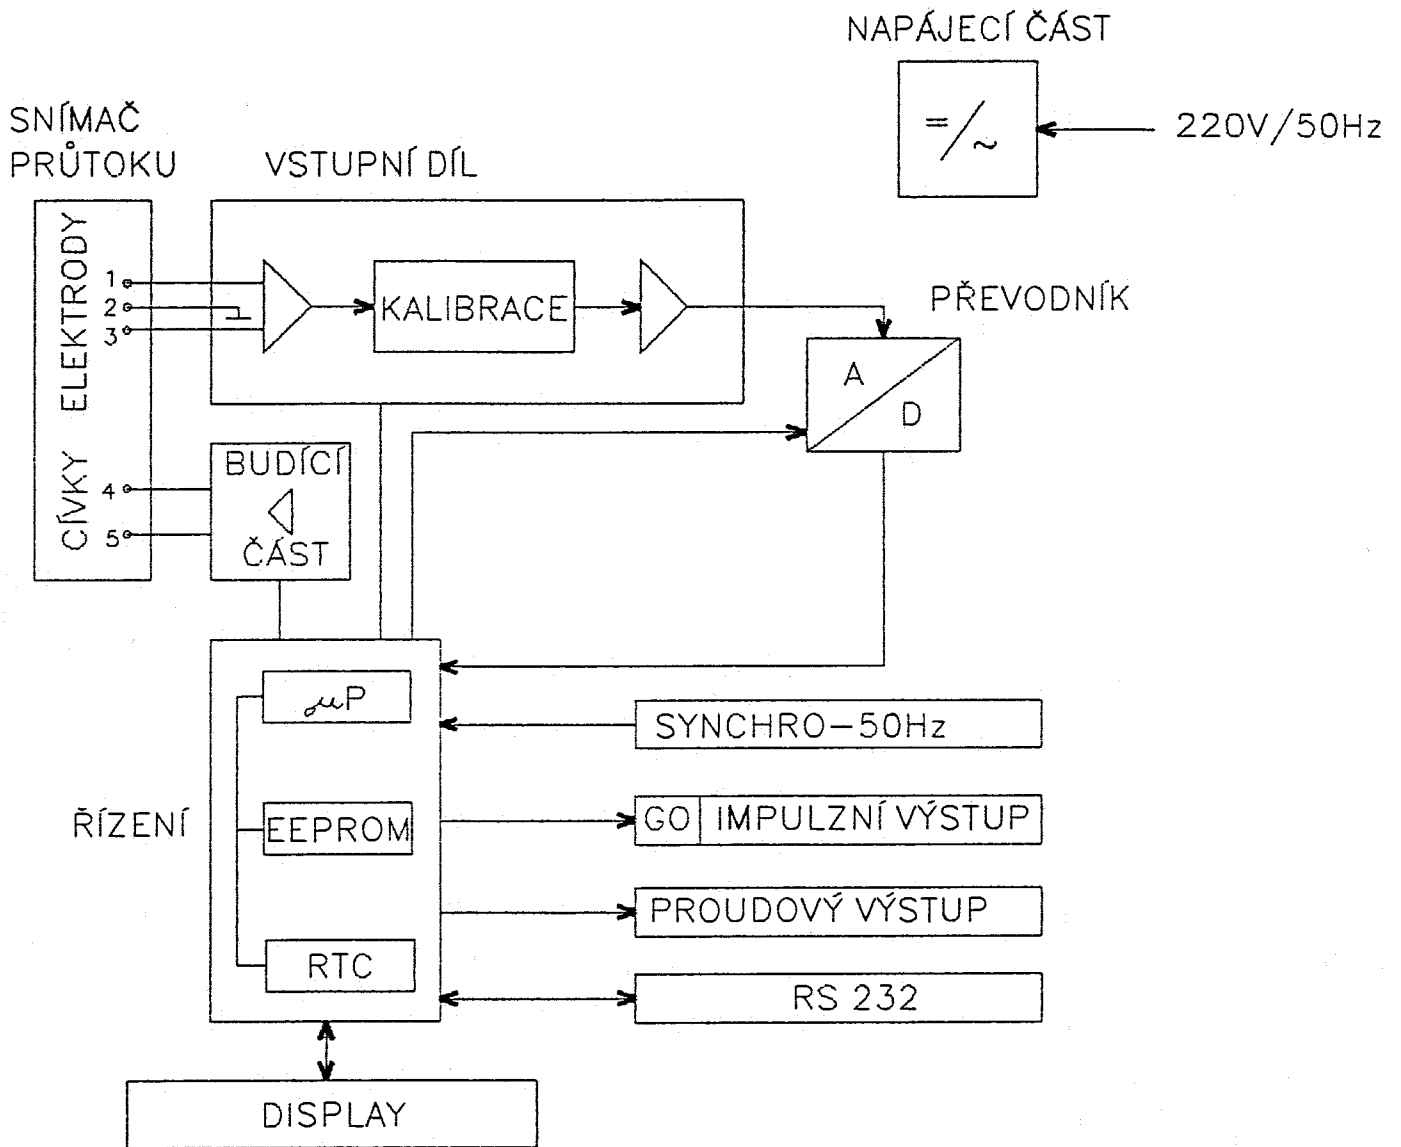 NAPÁJECÍ ČÁST
=/~
220V/50Hz
SNÍMAČ
PRŮTOKU
VSTUPNÍ DÍL
ELEKTRODY
1
2
3
KALIBRACE
PŘEVODNÍK
A
D
CÍVKY
4
5
BUDÍCÍ
ČÁST
ŘÍZENÍ
μP
EEPROM
RTC
SYNCHRO-50Hz
GO IMPULZNÍ VÝSTUP
PROUDOVÝ VÝSTUP
RS 232
DISPLAY